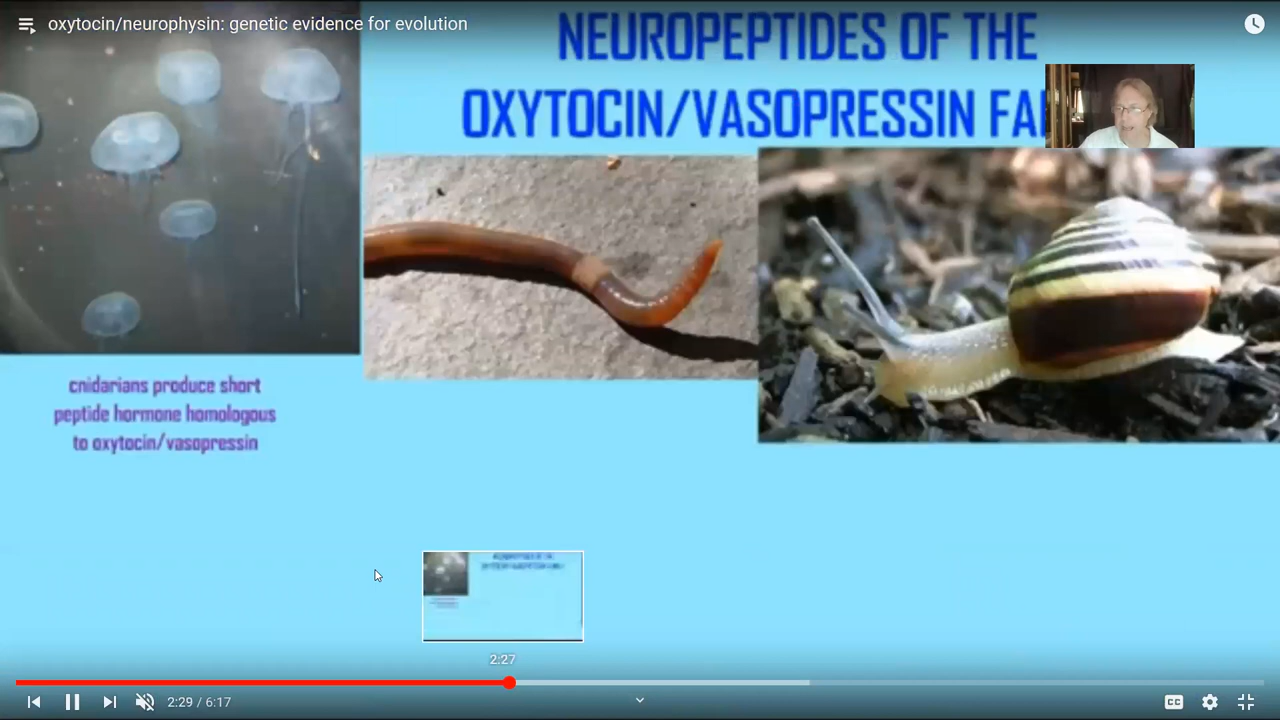 oxytocin/neurophysin: genetic evidence for evolution
NEUROPEPTIDES OF THE
OXYTOCIN/VASOPRESSIN FA
cnidarians produce short
peptide hormone homologous
to oxytocin/vasopressin
2:27
2:29 / 6:17
CC